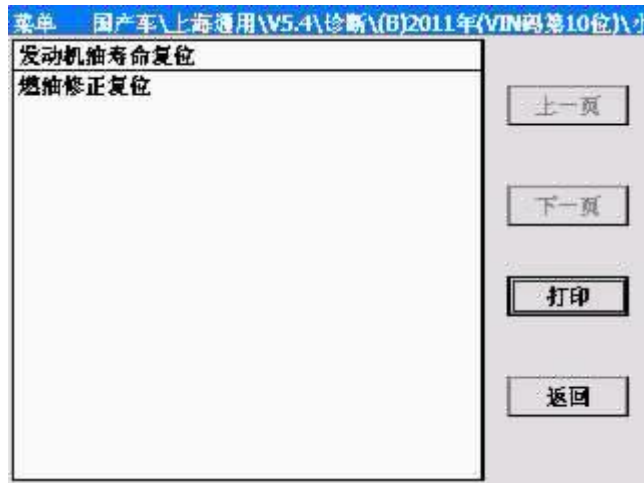 菜单 国产车\上海通用\V5.4\诊断\(B)2011年(VIN码第10位)\
发动机油寿命复位
燃油修正复位
上一页
下一页
打印
返回